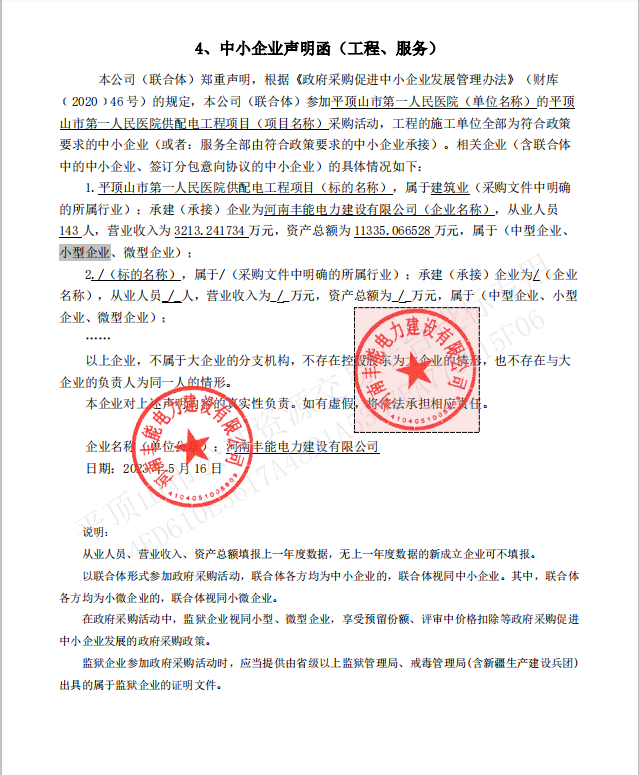 4、中小企业声明函（工程、服务）
本公司（联合体）郑重声明，根据《政府采购促进中小企业发展管理办法》（财库
﹝2020﹞46号）的规定，本公司（联合体）参加平顶山市第一人民医院（单位名称）的平顶
山市第一人民医院供配电工程项目（项目名称）采购活动，工程的施工单位全部为符合政策
要求的中小企业（或者：服务全部由符合政策要求的中小企业承接）。相关企业（含联合体
中的中小企业、签订分包意向协议的中小企业）的具体情况如下：
1.平顶山市第一人民医院供配电工程项目（标的名称），属于建筑业（采购文件中明确
的所属行业）；承建（承接）企业为河南丰能电力建设有限公司（企业名称），从业人员
143人，营业收入为3213.241734万元，资产总额为11335.066528万元，属于（中型企业、
小型企业、微型企业）；
2./（标的名称），属于/（采购文件中明确的所属行业）；承建（承接）企业为/（企业
名称），从业人员 / 人，营业收入为 / 万元，资产总额为 / 万元，属于（中型企业、小型
企业、微型企业）；
……
以上企业，不属于大企业的分支机构，不存在控股股东为大企业的情形，也不存在与大
企业的负责人为同一人的情形。
本企业对上述声明内容的真实性负责。如有虚假，将依法承担相应责任。
企业名称（单位公章）：河南丰能电力建设有限公司
日期：2023年5月16日
河南丰能电力建设有限公司
河南丰能电力建设有限公司
说明：
从业人员、营业收入、资产总额填报上一年度数据，无上一年度数据的新成立企业可不填报。
以联合体形式参加政府采购活动，联合体各方均为中小企业的，联合体视同中小企业。其中，联合体
各方均为小微企业的，联合体视同小微企业。
在政府采购活动中，监狱企业视同小型、微型企业，享受预留份额、评审中价格扣除等政府采购促进
中小企业发展的政府采购政策。
监狱企业参加政府采购活动时，应当提供由省级以上监狱管理局、戒毒管理局(含新疆生产建设兵团)
出具的属于监狱企业的证明文件。